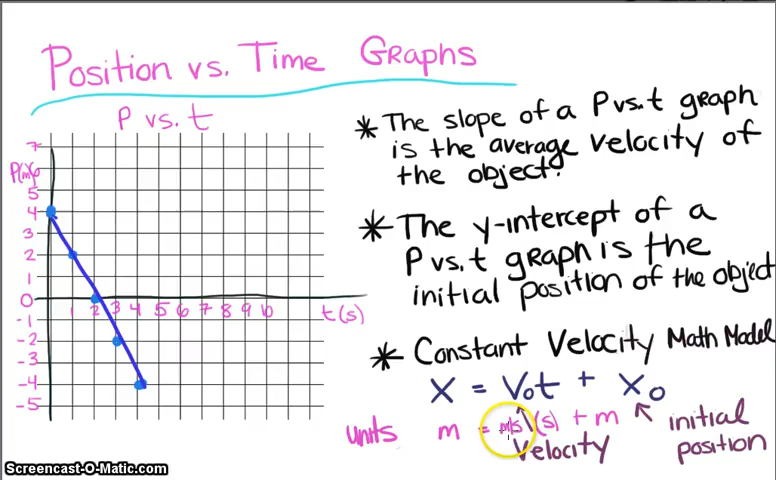 Position vs. Time Graphs
P vs. t
7
P(m)6
5
4
3
2
1
0
-1
-2
-3
-4
-5
1 2 3 4 5 6 7 8 9 10 t(s)
* The slope of a P vs. t graph
is the average velocity of
the object.
* The y-intercept of a
P vs. t graph is the
initial position of the object
* Constant Velocity Math Model
X = V₀t + X₀
units m = m/s\(s) + m
Velocity
initial
position
Screencast-O-Matic.com